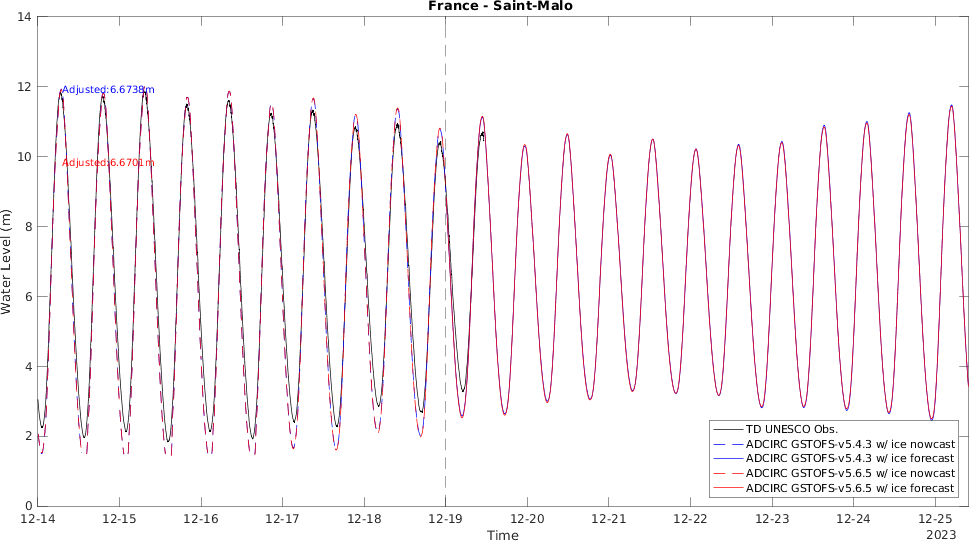 France - Saint-Malo
14
12
10
8
6
4
2
0
Water Level (m)
Adjusted:6.6738m
Adjusted:6.6701m
TD UNESCO Obs.
ADCIRC GSTOFS-v5.4.3 w/ ice nowcast
ADCIRC GSTOFS-v5.4.3 w/ ice forecast
ADCIRC GSTOFS-v5.6.5 w/ ice nowcast
ADCIRC GSTOFS-v5.6.5 w/ ice forecast
12-14 12-15 12-16 12-17 12-18 12-19 12-20 12-21 12-22 12-23 12-24 12-25
2023
Time